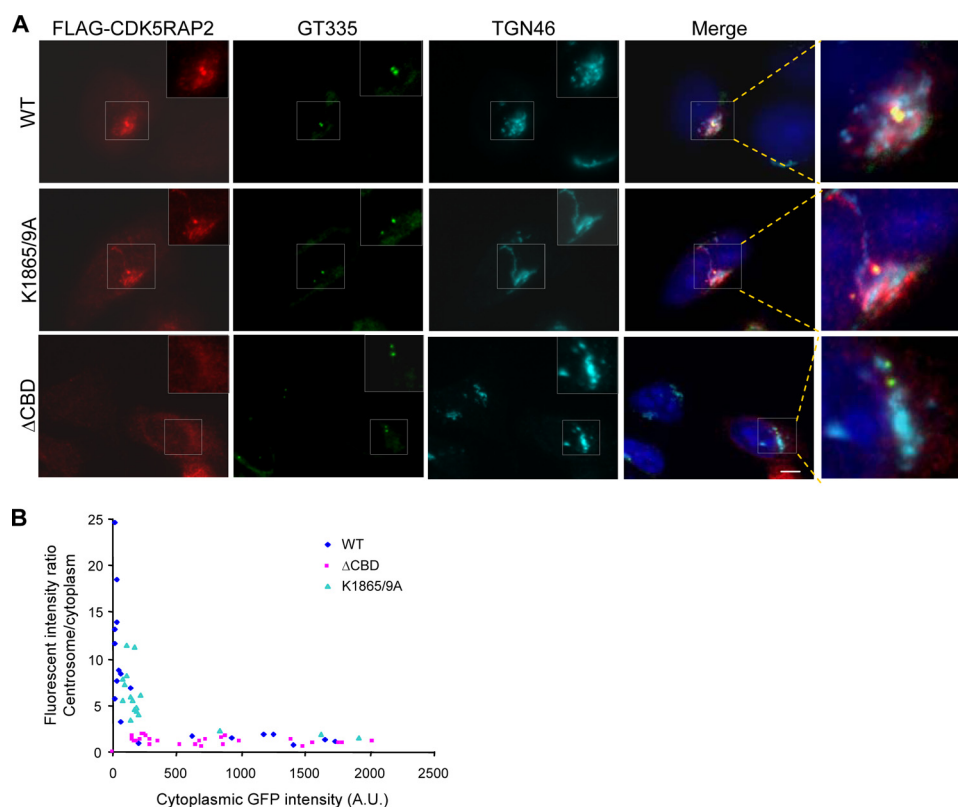 A
FLAG-CDK5RAP2 GT335 TGN46 Merge
WT
K1865/9A
ΔCBD
B
Fluorescent intensity ratio
Centrosome/cytoplasm
25
20
15
10
5
0
WT
ΔCBD
K1865/9A
0 500 1000 1500 2000 2500
Cytoplasmic GFP intensity (A.U.)